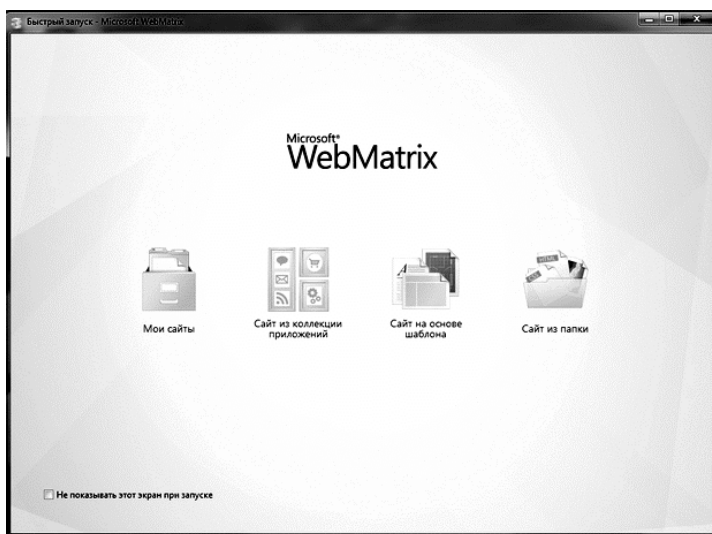 Быстрый запуск - Microsoft WebMatrix
Microsoft®
WebMatrix
Мои сайты
Сайт из коллекции
приложений
Сайт на основе
шаблона
Сайт из папки
Не показывать этот экран при запуске